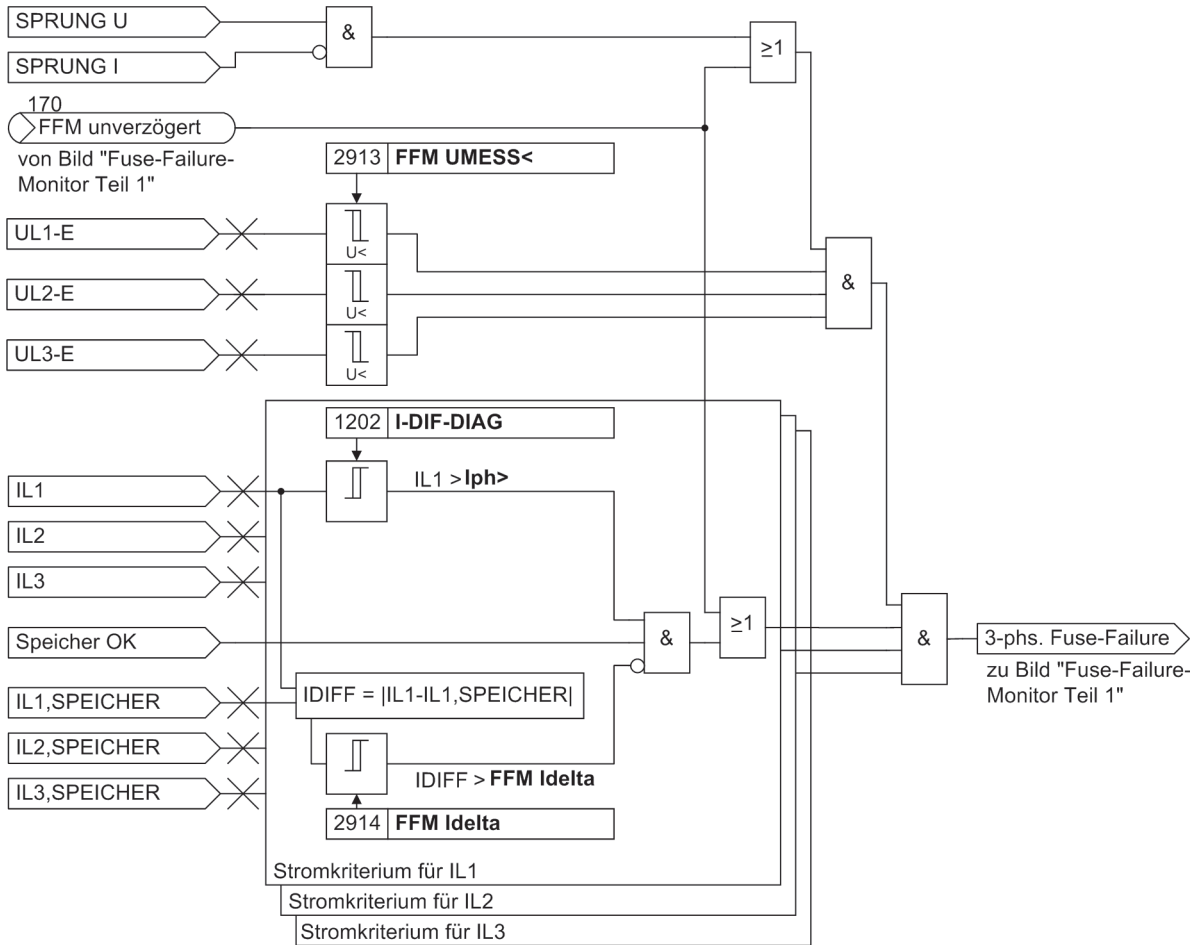 SPRUNG U
&
≥1
SPRUNG I
170
FFM unverzögert
von Bild "Fuse-Failure-
Monitor Teil 1"
2913 FFM UMESS<
UL1-E
U<
UL2-E
U<
&
UL3-E
U<
1202 I-DIF-DIAG
IL1 > Iph>
IL1
IL2
IL3
Speicher OK
&
≥1
&
3-phs. Fuse-Failure
zu Bild "Fuse-Failure-
Monitor Teil 1"
IL1,SPEICHER
IDIFF = |IL1-IL1,SPEICHER|
IL2,SPEICHER
IDIFF > FFM Idelta
IL3,SPEICHER
2914 FFM Idelta
Stromkriterium für IL1
Stromkriterium für IL2
Stromkriterium für IL3